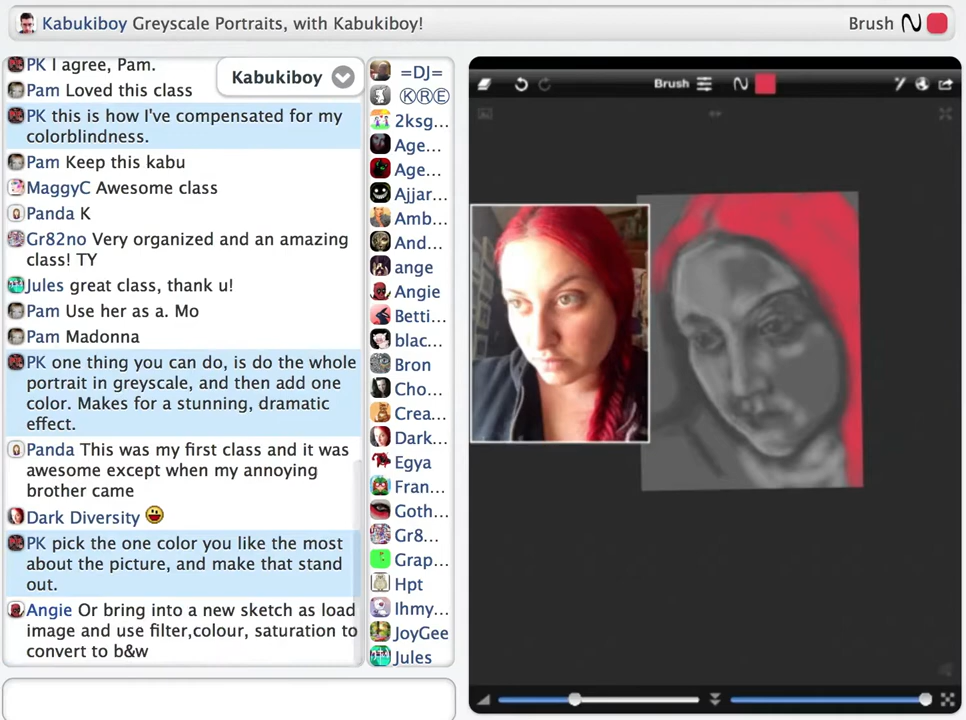 Kabukiboy Greyscale Portraits, with Kabukiboy!
Brush
PK I agree, Pam.
Pam Loved this class
PK this is how I've compensated for my
colorblindness.
Pam Keep this kabu
MaggyC Awesome class
Panda K
Gr82no Very organized and an amazing
class! TY
Jules great class, thank u!
Pam Use her as a. Mo
Pam Madonna
PK one thing you can do, is do the whole
portrait in greyscale, and then add one
color. Makes for a stunning, dramatic
effect.
Panda This was my first class and it was
awesome except when my annoying
brother came
Dark Diversity
PK pick the one color you like the most
about the picture, and make that stand
out.
Angie Or bring into a new sketch as load
image and use filter,colour, saturation to
convert to b&w
Kabukiboy
=DJ=
ⓀⓇⒺ
2ksg...
Age...
Age...
Ajjar...
Amb...
And...
ange
Angie
Betti...
blac...
Bron
Cho...
Crea...
Dark...
Egya
Fran...
Goth...
Gr8...
Grap...
Hpt
Ihmy...
JoyGee
Jules
Brush